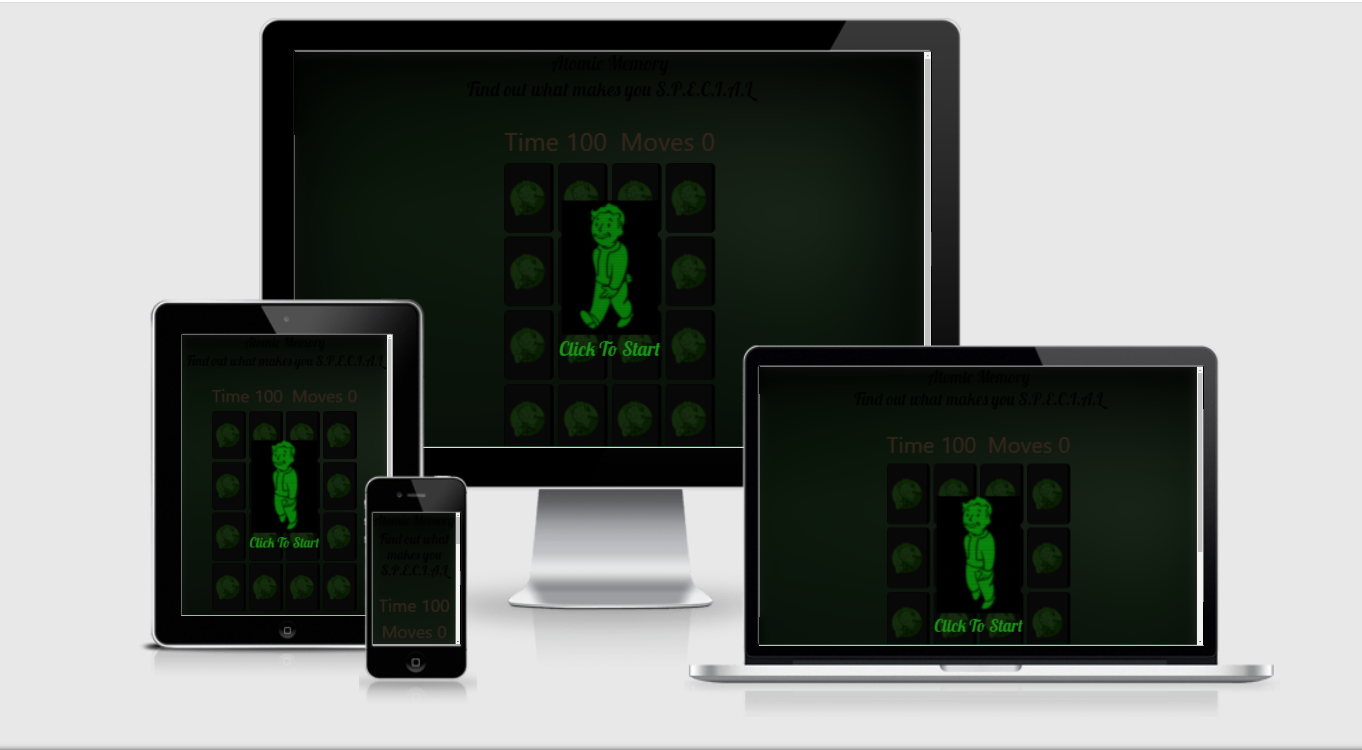 Atomic Memory
Find out what makes you S.P.E.C.I.A.L
Time 100 Moves 0
Click To Start
Atomic Memory
Find out what makes you S.P.E.C.I.A.L
Time 100 Moves 0
Click To Start
Atomic Memory
Find out what
makes you
S.P.E.C.I.A.L
Time 100
Moves 0
Atomic Memory
Find out what makes you S.P.E.C.I.A.L
Time 100 Moves 0
Click To Start